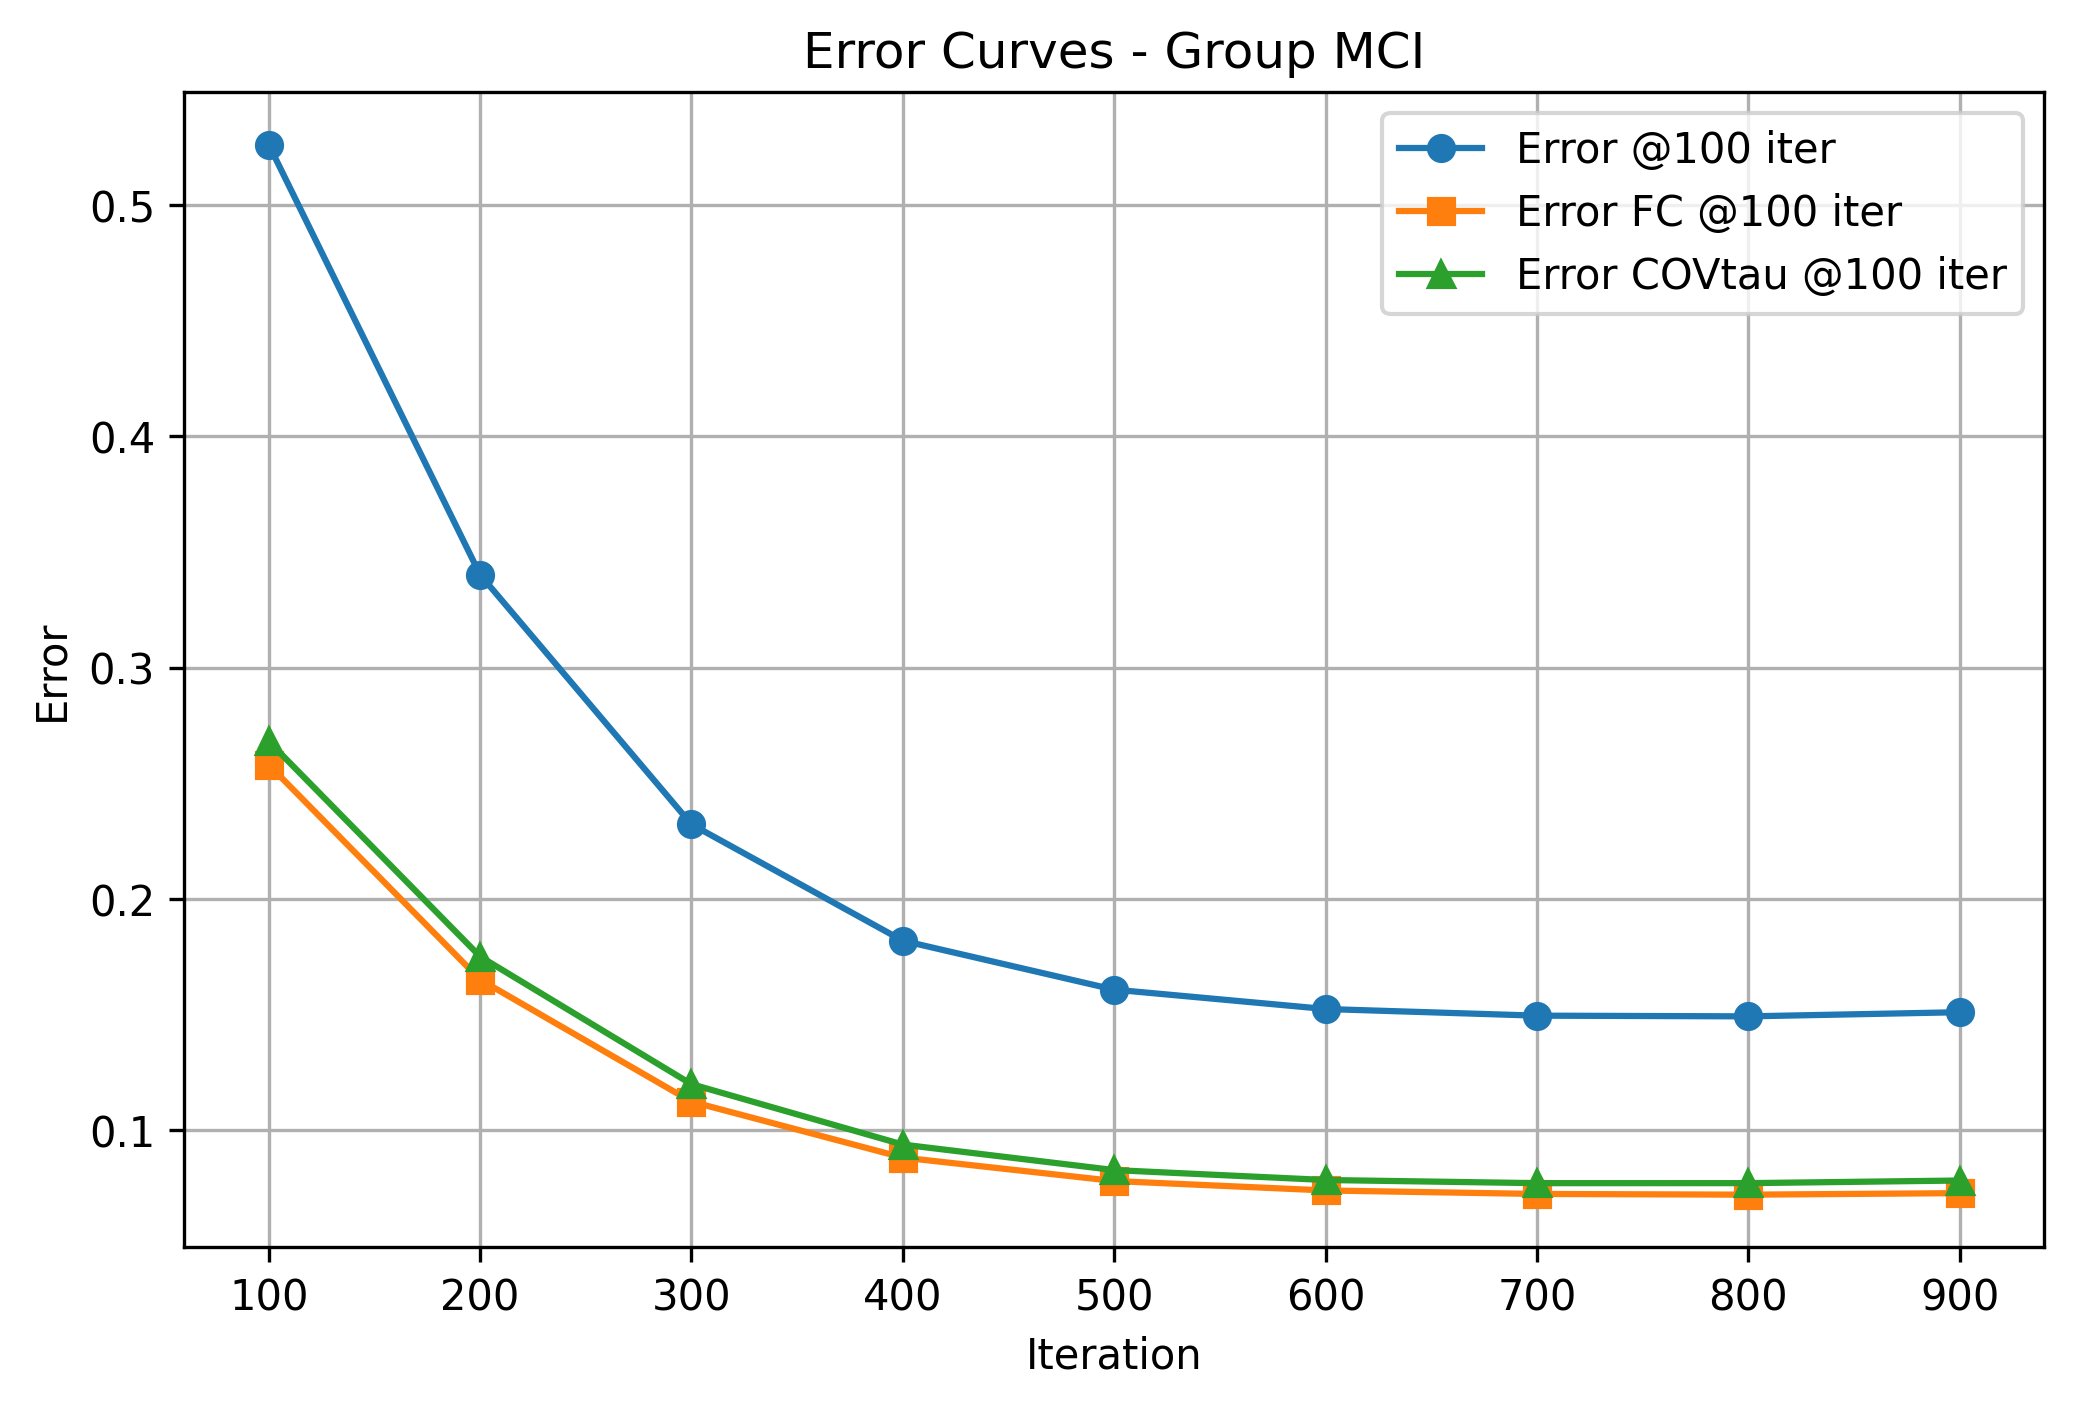 Error Curves - Group MCI
Error @100 iter
Error FC @100 iter
Error COVtau @100 iter
Error
0.5
0.4
0.3
0.2
0.1
100 200 300 400 500 600 700 800 900
Iteration